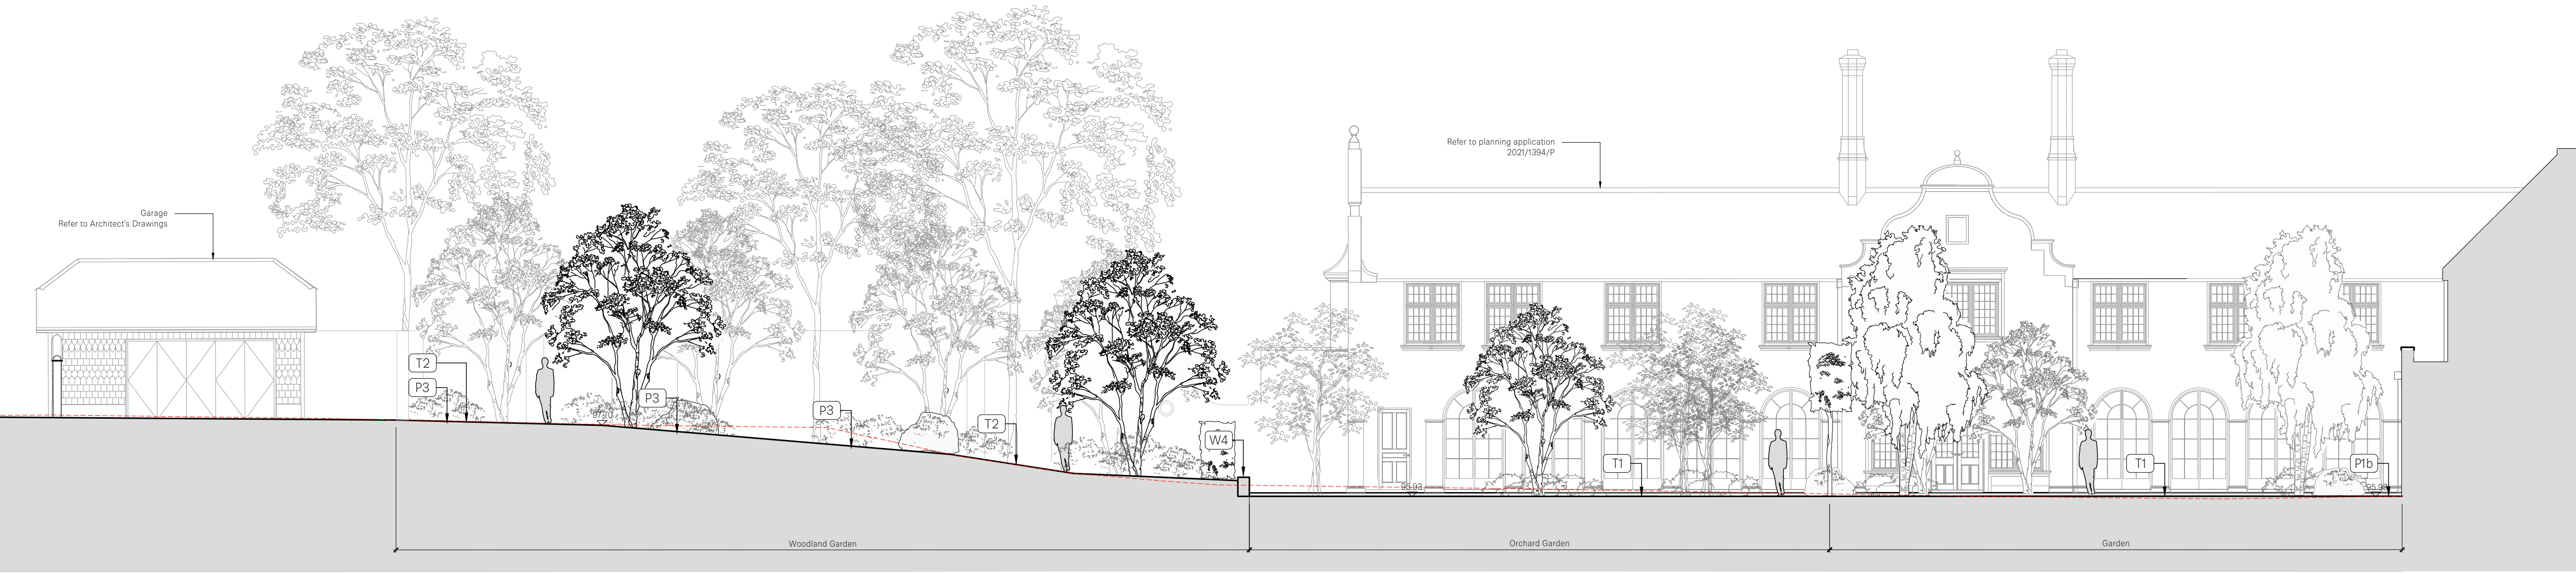 Refer to planning application
2021/1394/P
Garage
Refer to Architect's Drawings
T2
P3
P3
P3
T2
W4
T1
T1
P1b
95.93
Woodland Garden
Orchard Garden
Garden